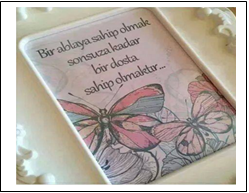 Bir ablaya sahip olmak
sonsuza kadar
bir dosta
sahip olmaktır...